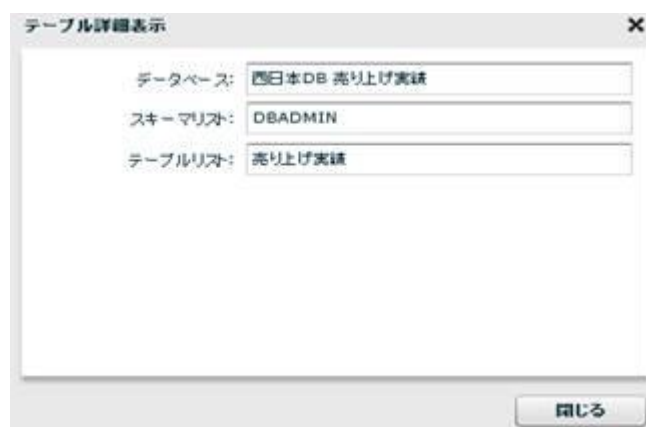 テーブル詳細表示
データベース: 西日本DB 売り上げ実績
スキーマリスト: DBADMIN
テーブルリスト: 売り上げ実績
閉じる